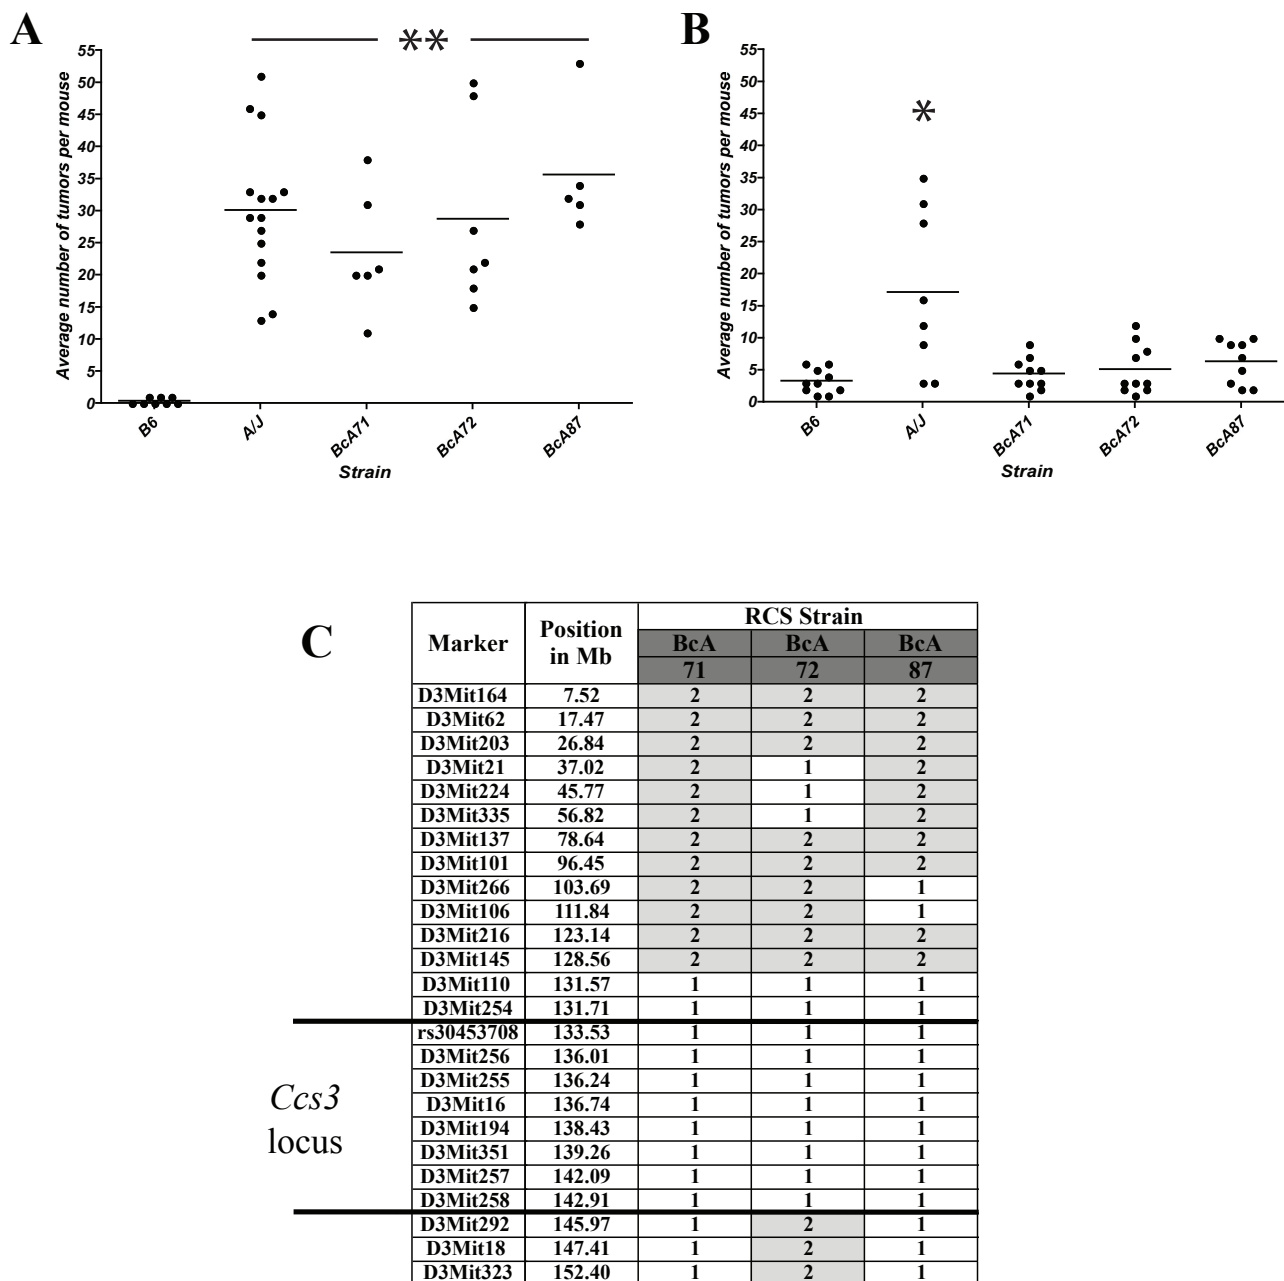 A
**
Average number of tumors per mouse
55
50
45
40
35
30
25
20
15
10
5
0
B6
A/J
BcA71
BcA72
BcA87
Strain
B
*
Average number of tumors per mouse
55
50
45
40
35
30
25
20
15
10
5
0
B6
A/J
BcA71
BcA72
BcA87
Strain
C
Marker Position in Mb RCS Strain
BcA BcA BcA
71 72 87
D3Mit164 7.52 2 2 2
D3Mit62 17.47 2 2 2
D3Mit203 26.84 2 2 2
D3Mit21 37.02 2 1 2
D3Mit224 45.77 2 1 2
D3Mit335 56.82 2 1 2
D3Mit137 78.64 2 2 2
D3Mit101 96.45 2 2 2
D3Mit266 103.69 2 2 1
D3Mit106 111.84 2 2 1
D3Mit216 123.14 2 2 2
D3Mit145 128.56 2 2 2
D3Mit110 131.57 1 1 1
D3Mit254 131.71 1 1 1
rs30453708 133.53 1 1 1
D3Mit256 136.01 1 1 1
D3Mit255 136.24 1 1 1
D3Mit16 136.74 1 1 1
D3Mit194 138.43 1 1 1
D3Mit351 139.26 1 1 1
D3Mit257 142.09 1 1 1
D3Mit258 142.91 1 1 1
D3Mit292 145.97 1 2 1
D3Mit18 147.41 1 2 1
D3Mit323 152.40 1 2 1
Ccs3
locus